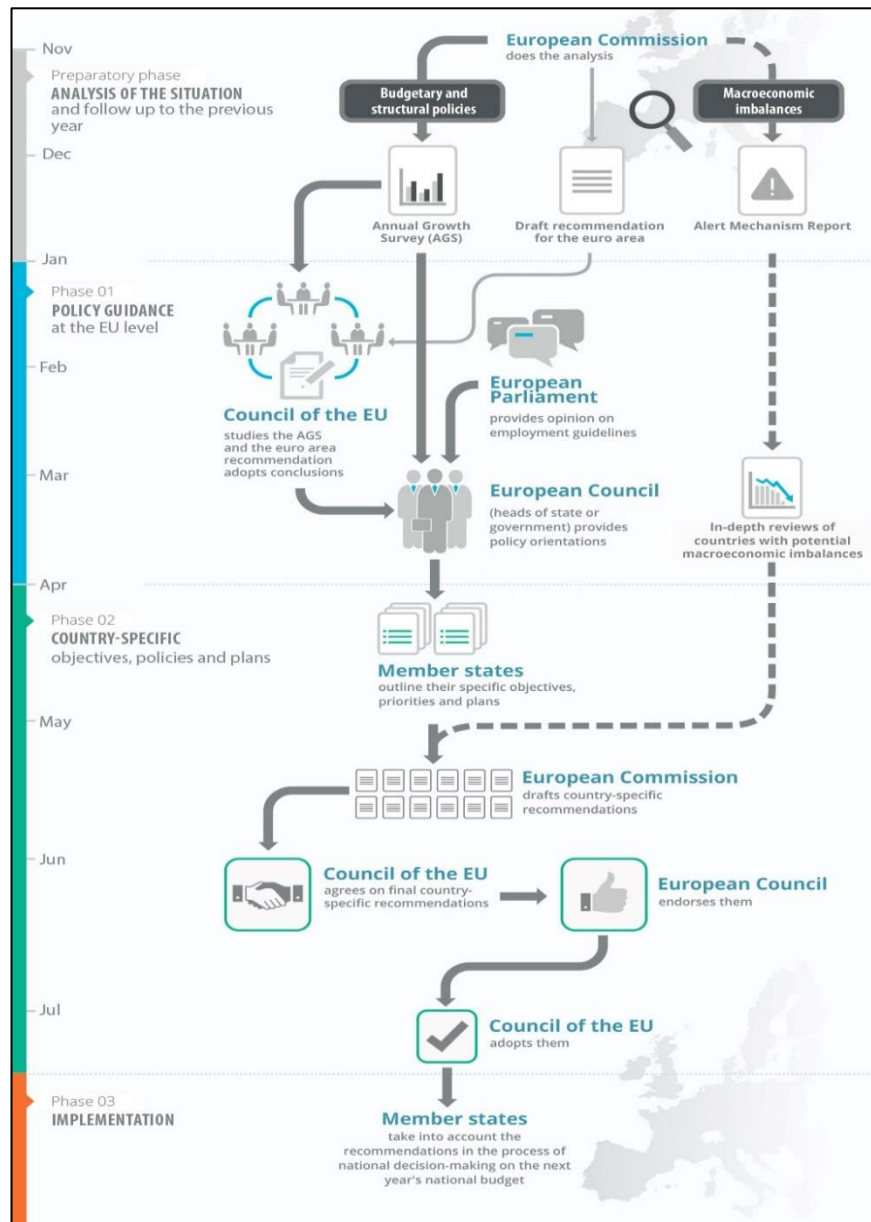 Nov
European Commission
does the analysis
Preparatory phase
ANALYSIS OF THE SITUATION
and follow up to the previous
year
Budgetary and
structural policies
Macroeconomic
imbalances
Dec
Annual Growth
Survey (AGS)
Draft recommendation
for the euro area
Alert Mechanism Report
Jan
Phase 01
POLICY GUIDANCE
at the EU level
Feb
European
Parliament
provides opinion on
employment guidelines
Council of the EU
studies the AGS
and the euro area
recommendation
adopts conclusions
Mar
European Council
(heads of state or
government) provides
policy orientations
In-depth reviews of
countries with potential
macroeconomic imbalances
Apr
Phase 02
COUNTRY-SPECIFIC
objectives, policies and plans
Member states
outline their specific objectives,
priorities and plans
May
European Commission
drafts country-specific
recommendations
Jun
Council of the EU
agrees on final country-
specific recommendations
European Council
endorses them
Jul
Council of the EU
adopts them
Phase 03
IMPLEMENTATION
Member states
take into account the
recommendations in the process of
national decision-making on the next
year's national budget